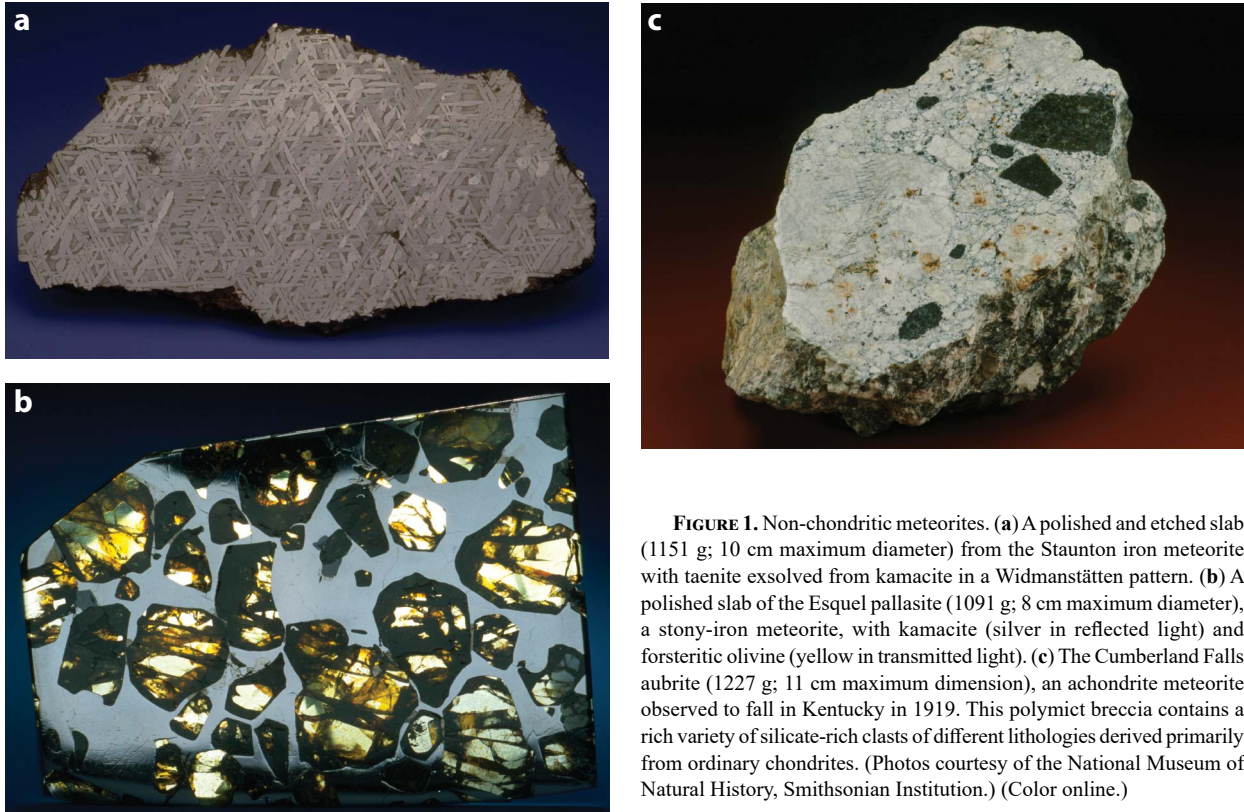 a
b
c
FIGURE 1. Non-chondritic meteorites. (a) A polished and etched slab
(1151 g; 10 cm maximum diameter) from the Staunton iron meteorite
with taenite exsolved from kamacite in a Widmanstätten pattern. (b) A
polished slab of the Esquel pallasite (1091 g; 8 cm maximum diameter),
a stony-iron meteorite, with kamacite (silver in reflected light) and
forsteritic olivine (yellow in transmitted light). (c) The Cumberland Falls
aubrite (1227 g; 11 cm maximum dimension), an achondrite meteorite
observed to fall in Kentucky in 1919. This polymict breccia contains a
rich variety of silicate-rich clasts of different lithologies derived primarily
from ordinary chondrites. (Photos courtesy of the National Museum of
Natural History, Smithsonian Institution.) (Color online.)